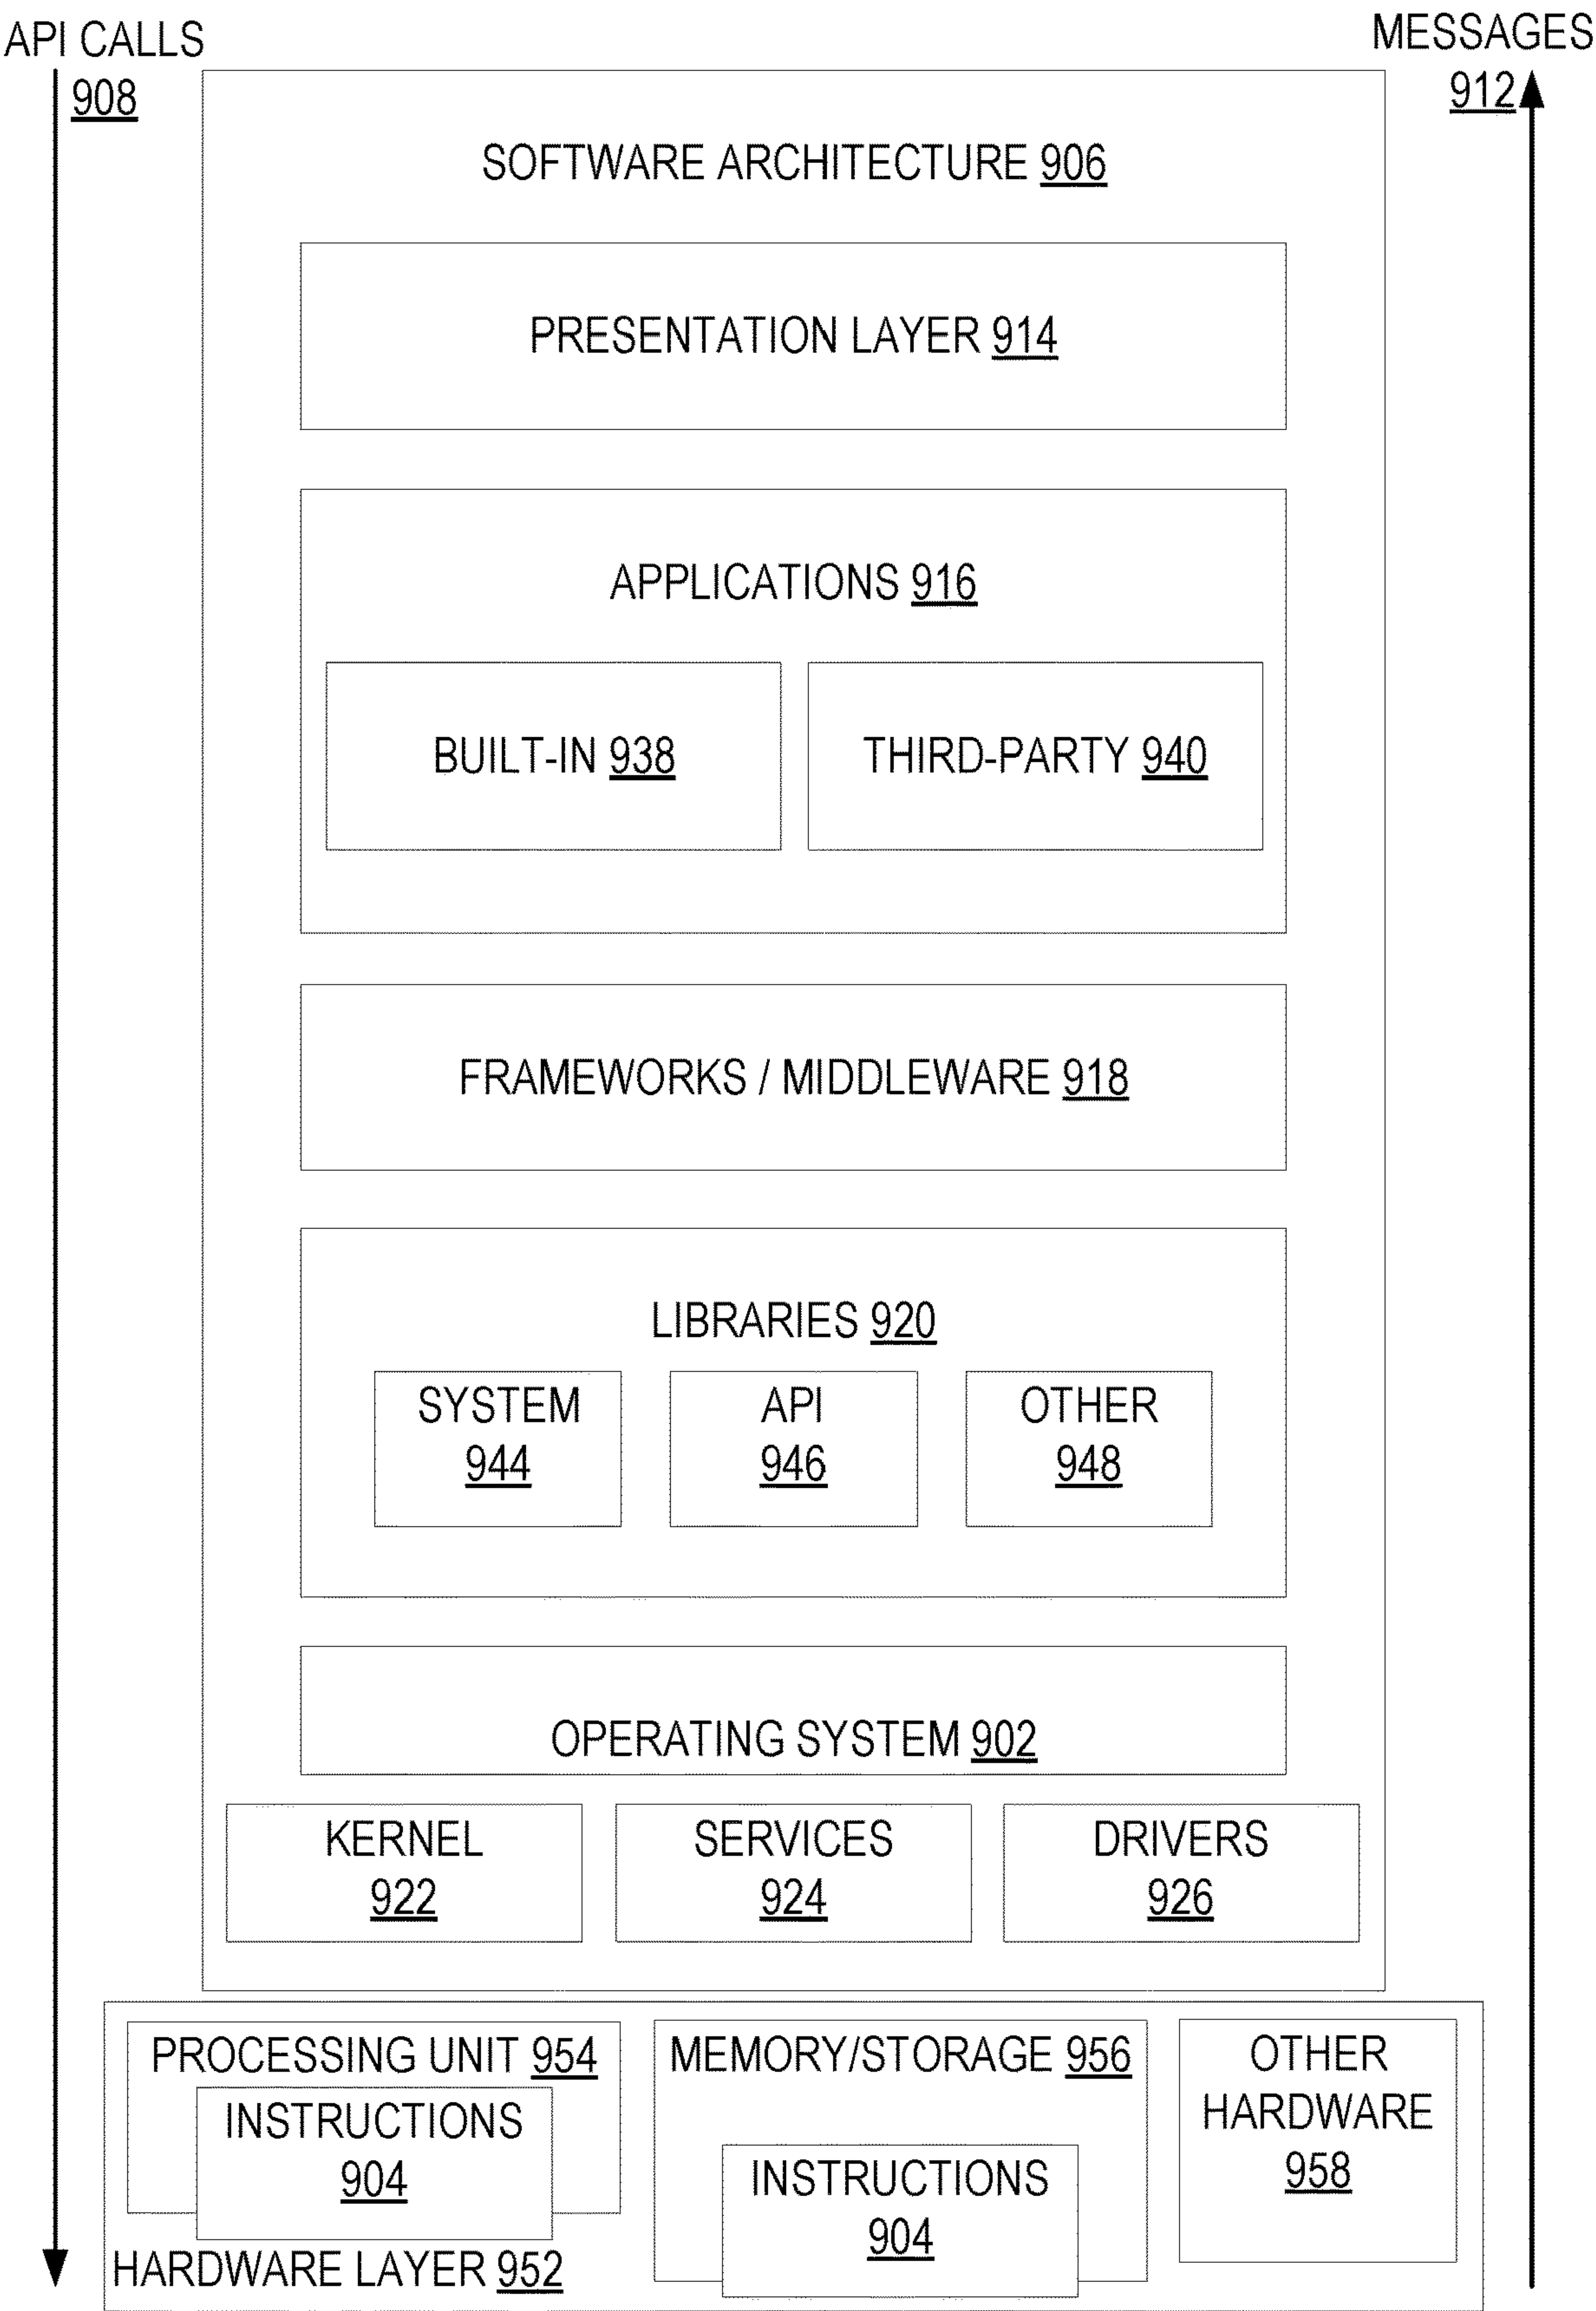 API CALLS
908
MESSAGES
912
SOFTWARE ARCHITECTURE 906
PRESENTATION LAYER 914
APPLICATIONS 916
BUILT-IN 938
THIRD-PARTY 940
FRAMEWORKS / MIDDLEWARE 918
LIBRARIES 920
SYSTEM
944
API
946
OTHER
948
OPERATING SYSTEM 902
KERNEL
922
SERVICES
924
DRIVERS
926
PROCESSING UNIT 954
INSTRUCTIONS
904
MEMORY/STORAGE 956
INSTRUCTIONS
904
OTHER
HARDWARE
958
HARDWARE LAYER 952